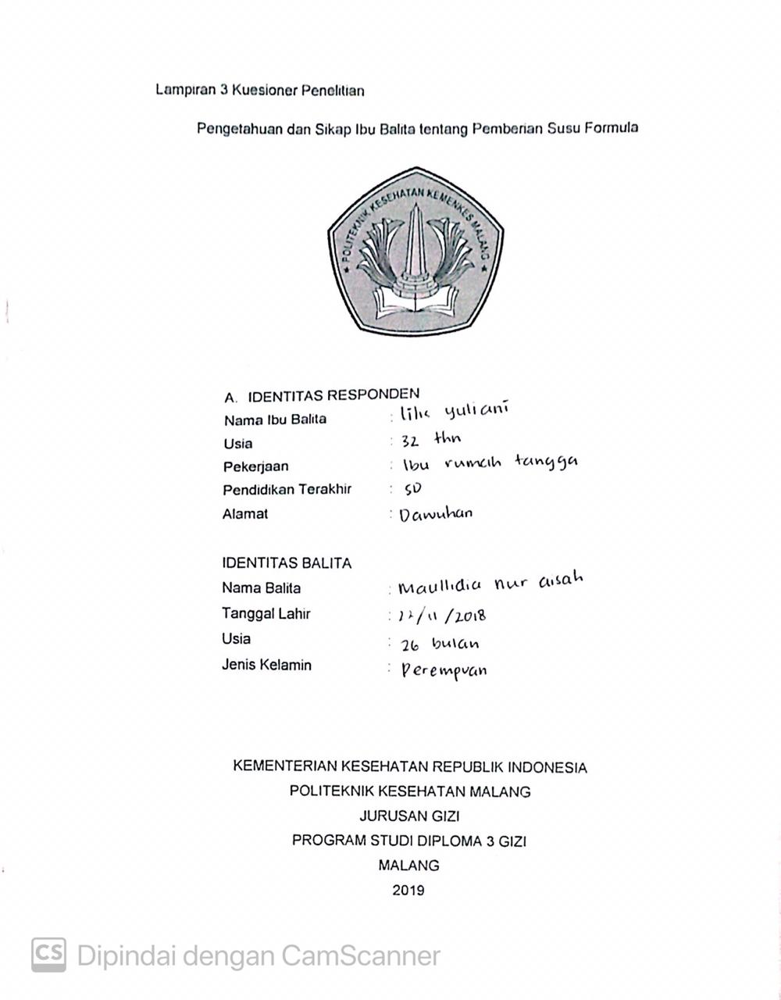 Lampiran 3 Kuesioner Penelitian
Pengetahuan dan Sikap Ibu Balita tentang Pemberian Susu Formula
★ POLITEKNIK KESEHATAN KEMENKES MALANG ★
A. IDENTITAS RESPONDEN
Nama Ibu Balita : yuliani
Usia : 32 thn
Pekerjaan : Ibu rumah tangga
Pendidikan Terakhir : SD
Alamat : Dawuhan
IDENTITAS BALITA
Nama Balita : Maullidia nur aisah
Tanggal Lahir : /11/2018
Usia : 26 bulan
Jenis Kelamin : Perempuan
KEMENTERIAN KESEHATAN REPUBLIK INDONESIA
POLITEKNIK KESEHATAN MALANG
JURUSAN GIZI
PROGRAM STUDI DIPLOMA 3 GIZI
MALANG
2019
CS Dipindai dengan CamScanner